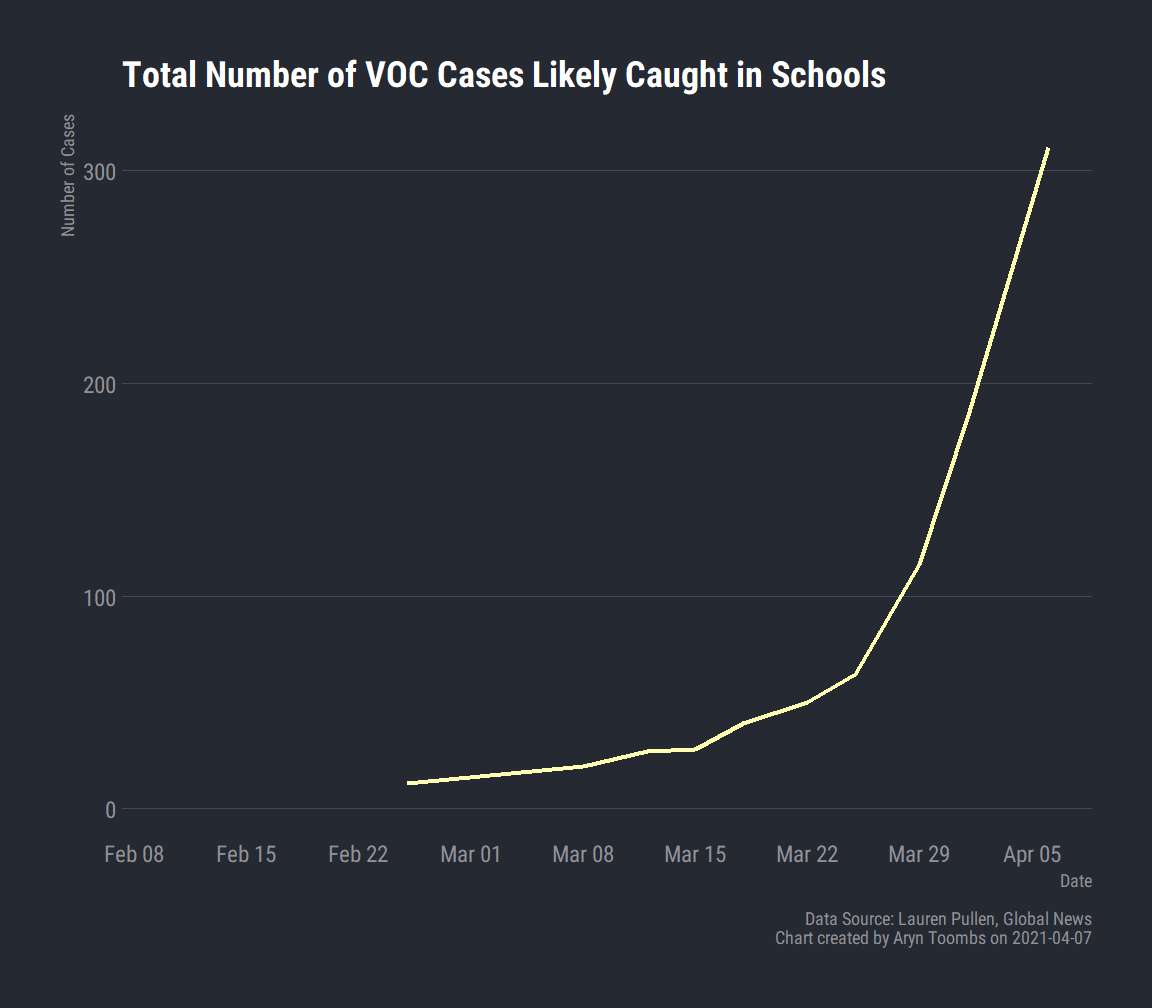 Total Number of VOC Cases Likely Caught in Schools
Number of Cases
300
200
100
0
Feb 08 Feb 15 Feb 22 Mar 01 Mar 08 Mar 15 Mar 22 Mar 29 Apr 05
Date
Data Source: Lauren Pullen, Global News
Chart created by Aryn Toombs on 2021-04-07